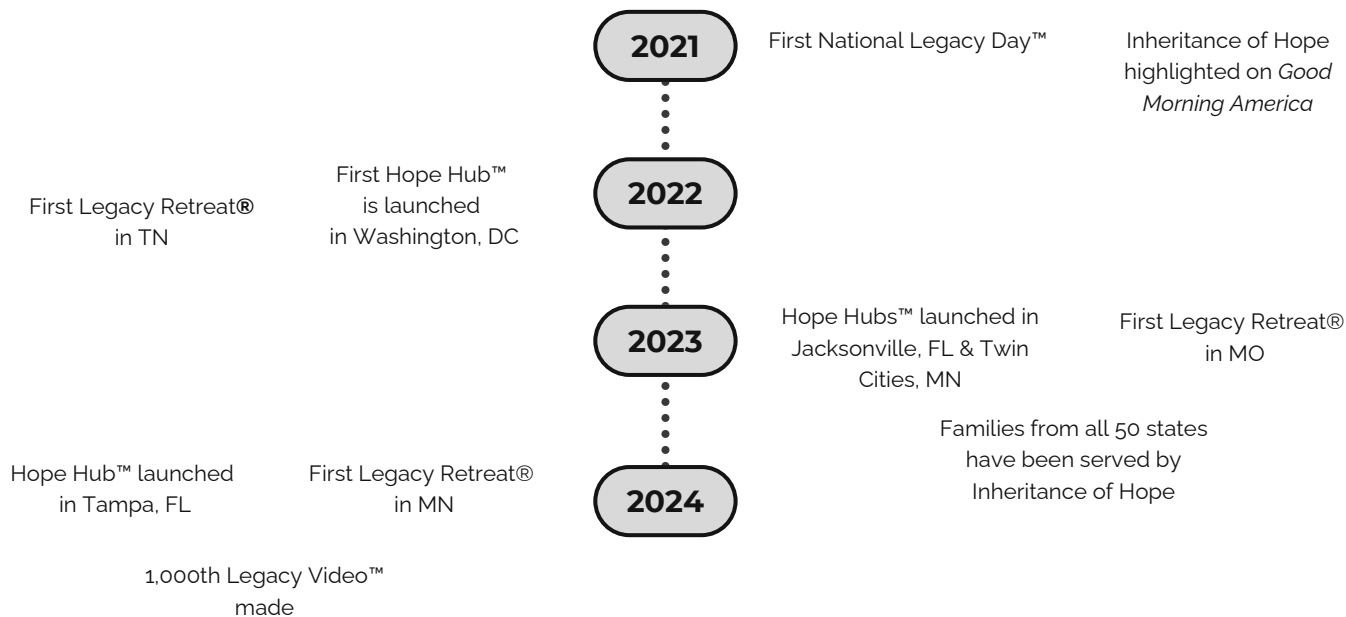 2021
First National Legacy Day™
Inheritance of Hope
highlighted on Good
Morning America
2022
First Legacy Retreat®
in TN
First Hope Hub™
is launched
in Washington, DC
2023
Hope Hubs™ launched in
Jacksonville, FL & Twin
Cities, MN
First Legacy Retreat®
in MO
Families from all 50 states
have been served by
Inheritance of Hope
2024
Hope Hub™ launched
in Tampa, FL
First Legacy Retreat®
in MN
1,000th Legacy Video™
made